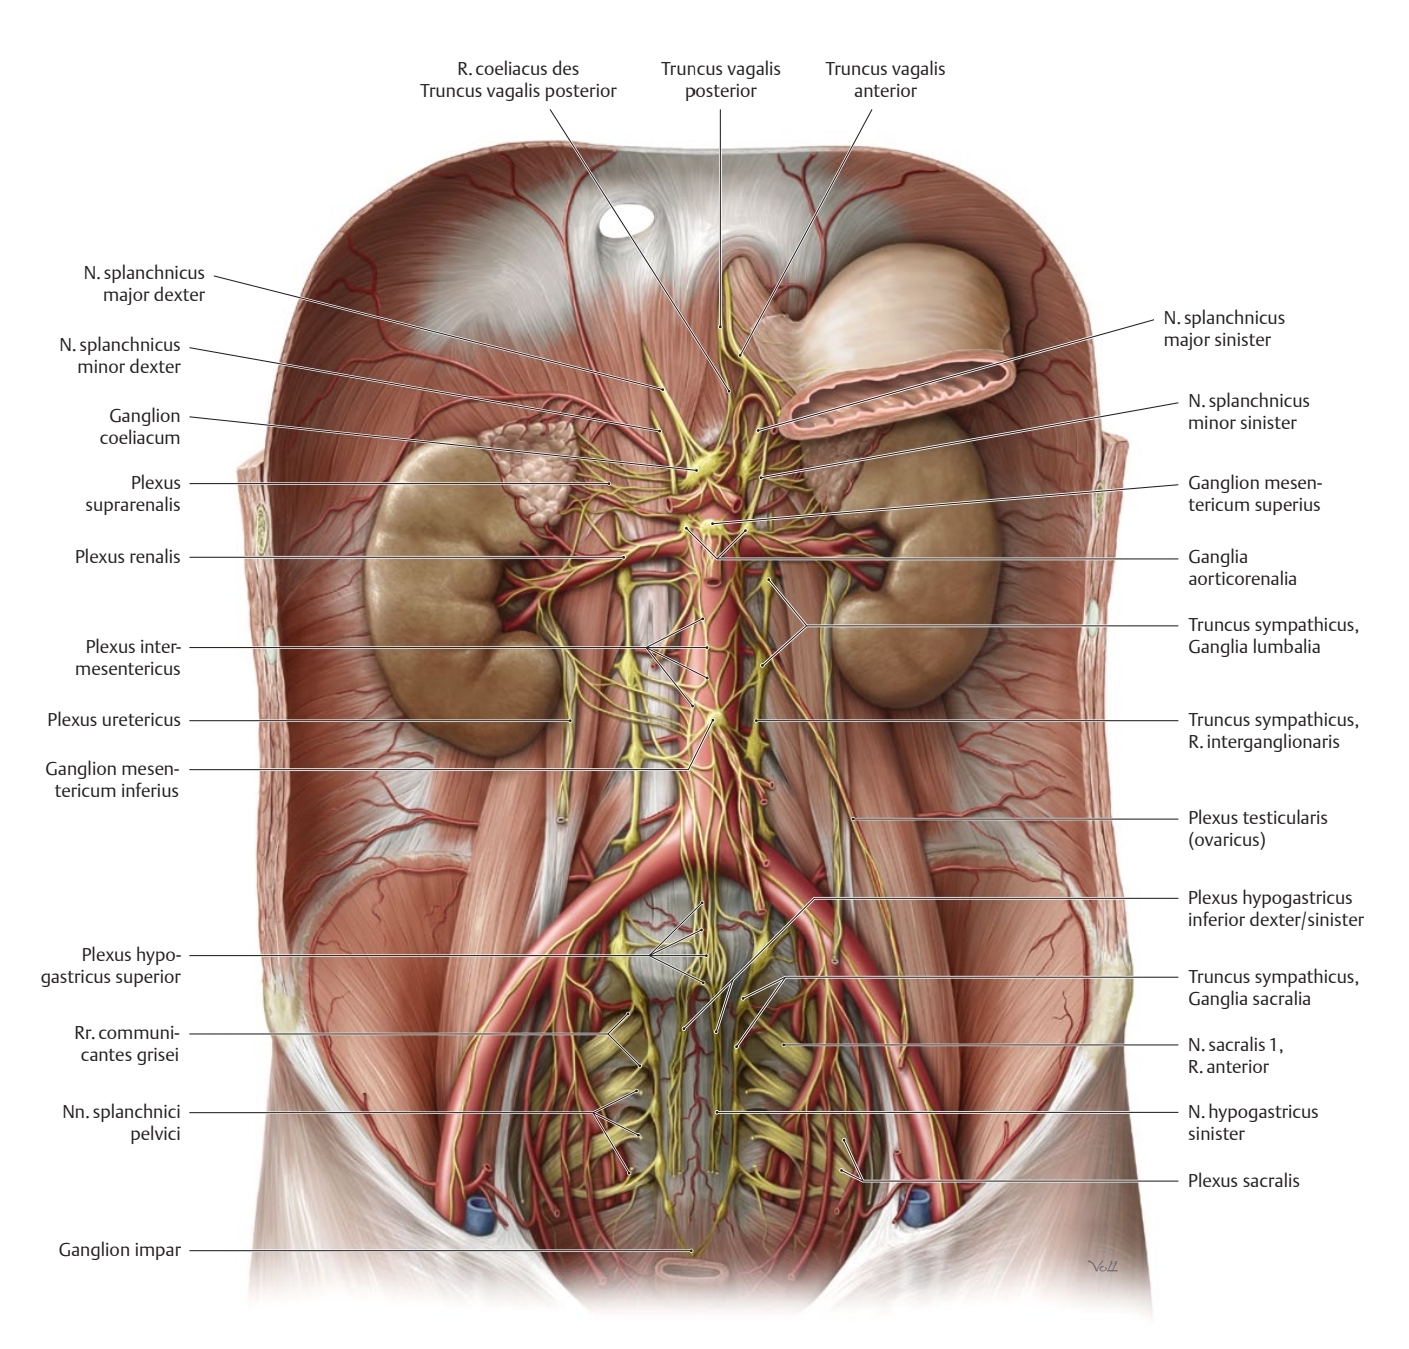 R. coeliacus des
Truncus vagalis posterior
Truncus vagalis
posterior
Truncus vagalis
anterior
N. splanchnicus
major dexter
N. splanchnicus
minor dexter
Ganglion
coeliacum
Plexus
suprarenalis
Plexus renalis
Plexus inter-
mesentericus
Plexus uretericus
Ganglion mesen-
tericum inferius
Plexus hypo-
gastricus superior
Rr. communi-
cantes grisei
Nn. splanchnici
pelvici
Ganglion impar
N. splanchnicus
major sinister
N. splanchnicus
minor sinister
Ganglion mesen-
tericum superius
Ganglia
aorticorenalia
Truncus sympathicus,
Ganglia lumbalia
Truncus sympathicus,
R. interganglionaris
Plexus testicularis
(ovaricus)
Plexus hypogastricus
inferior dexter/sinister
Truncus sympathicus,
Ganglia sacralia
N. sacralis 1,
R. anterior
N. hypogastricus
sinister
Plexus sacralis
Voll